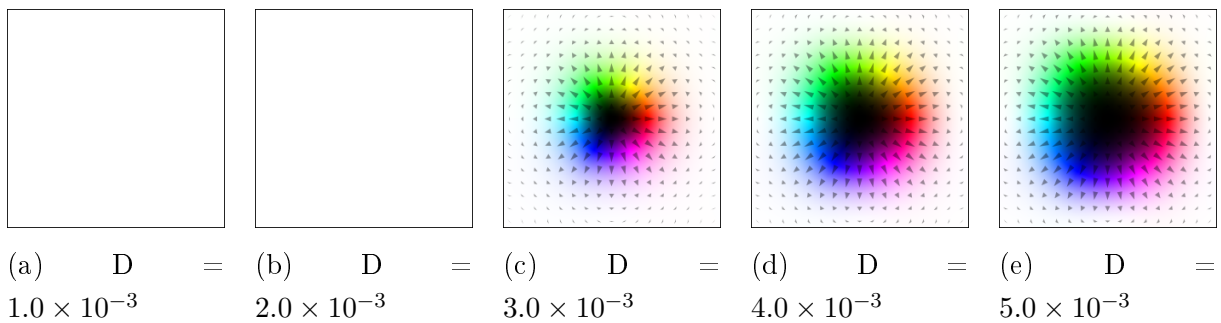 (a) D =
1.0 × 10⁻³
(b) D =
2.0 × 10⁻³
(c) D =
3.0 × 10⁻³
(d) D =
4.0 × 10⁻³
(e) D =
5.0 × 10⁻³